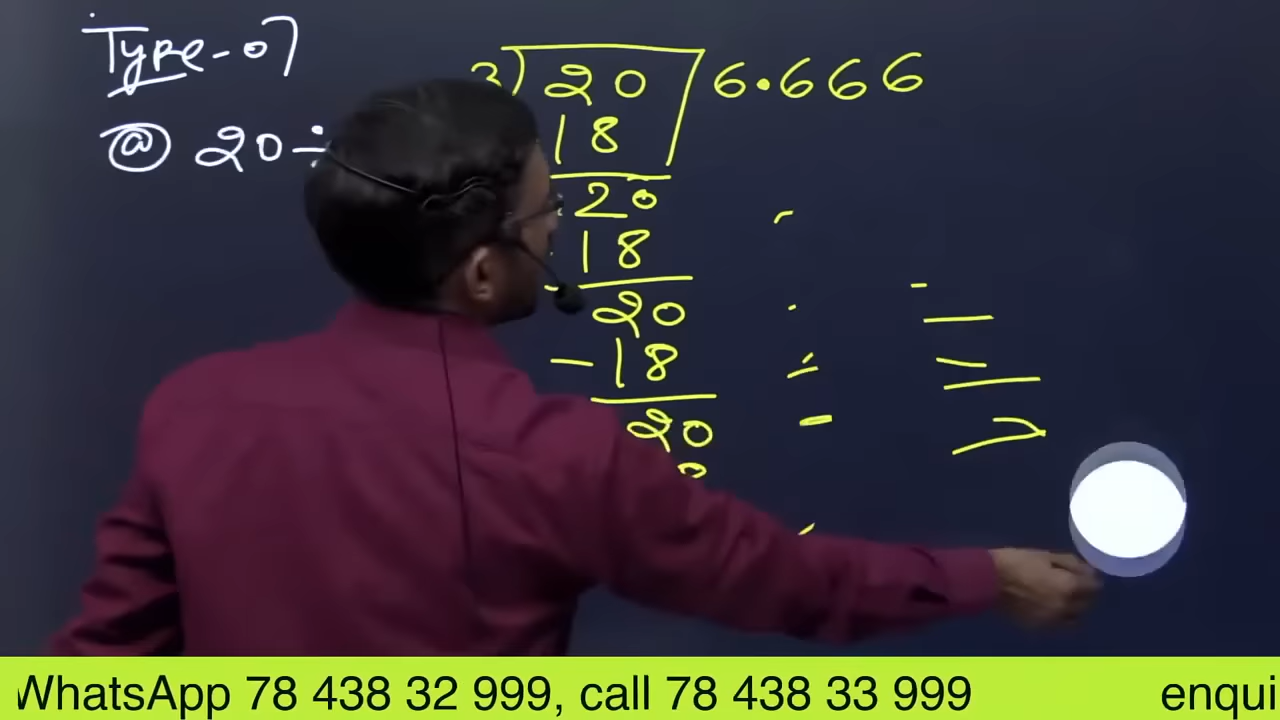 Type-07
@ 20÷
3) 20 6.666
18
20
18
20
-18
20
WhatsApp 78 438 32 999, call 78 438 33 999 enqui